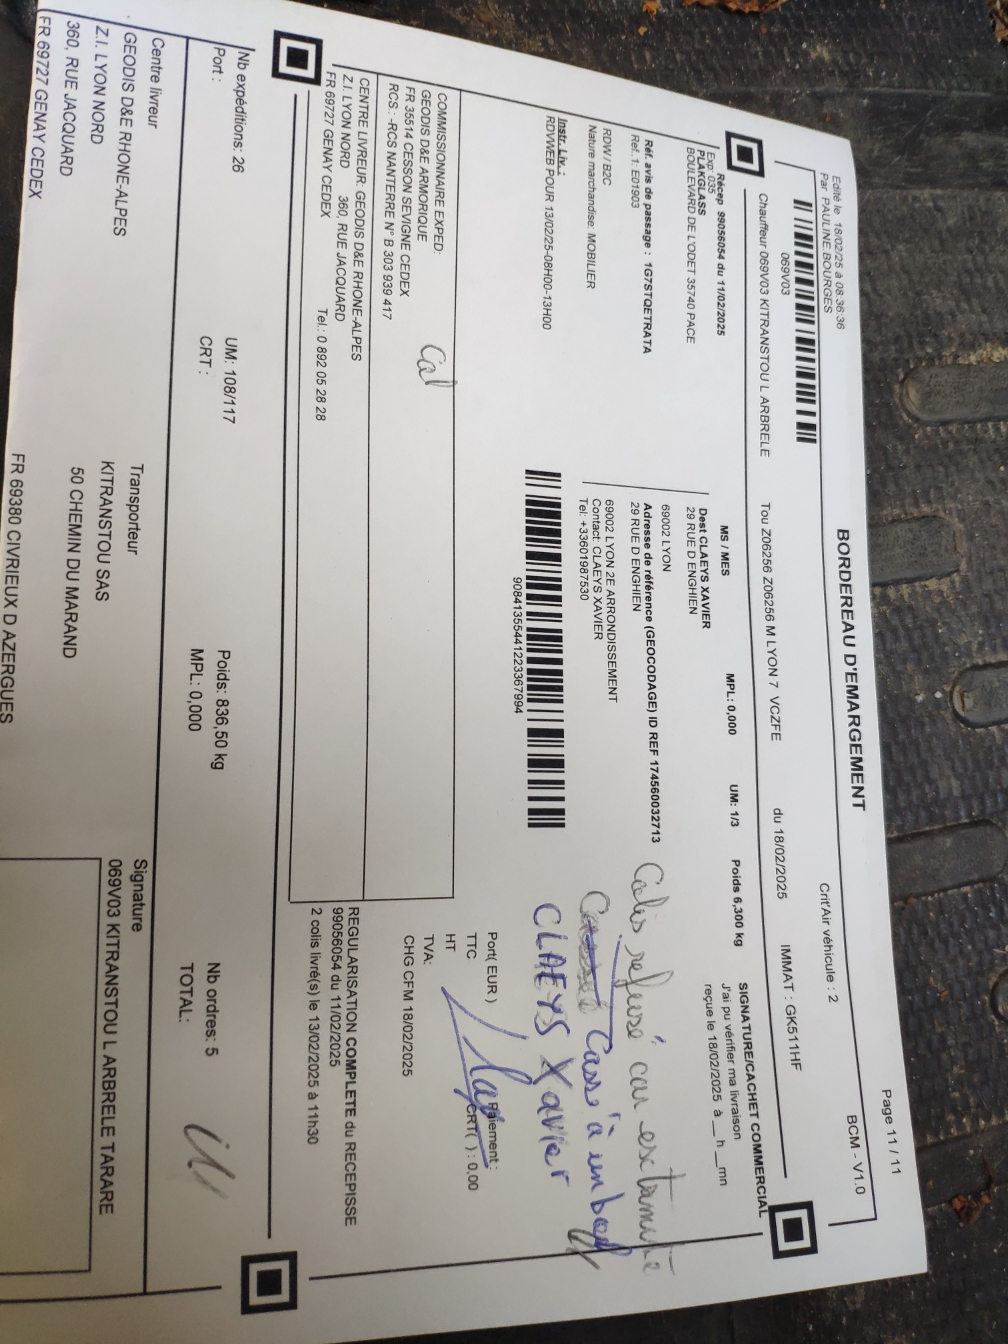 Edité le 18/02/25 à 08:36:36
Par PAULINE.BOURGES
BORDEREAU D'EMARGEMENT
Page 11 / 11
BCM - V1.0
069V03
Crit'Air véhicule : 2
Chauffeur 069V03 KITRANSTOU L ARBRELE
Tou Z06256 Z06256 M LYON 7 VCZFE
du 18/02/2025
IMMAT : GK511HF
Récep 99056054 du 11/02/2025
MS / MES
MPL: 0,000
UM: 1/3
Poids 6,300 kg
SIGNATURE/CACHET COMMERCIAL
J'ai pu vérifier ma livraison
reçue le 18/02/2025 à __ h __mn
Exp 035
PLAKGLASS
BOULEVARD DE L'ODET 35740 PACE
Dest CLAEYS XAVIER
29 RUE D ENGHIEN
69002 LYON
Réf. avis de passage : 1G7STQETRATA
Ref. 1: E01903
Adresse de référence (GEOCODAGE) ID REF 174560032713
29 RUE D ENGHIEN
69002 LYON 2E ARRONDISSEMENT
Contact: CLAEYS XAVIER
Tel: +33601987530
RDW / B2C
Nature marchandise: MOBILIER
Instr. Liv.:
RDVWEB POUR 13/02/25-08H00-13H00
90841355441223367994
Colis refusé car
Cassé à un
CLAEYS Xavier
Port( EUR )
Paiement :
TTC
CRT( ) : 0,00
HT
TVA:
CHG CFM 18/02/2025
COMMISSIONNAIRE EXPED:
GEODIS D&E ARMORIQUE
FR 35514 CESSON SEVIGNE CEDEX
RCS: -RCS NANTERRE N° B 303 939 417
CENTRE LIVREUR: GEODIS D&E RHONE-ALPES
Z.I. LYON NORD 360, RUE JACQUARD
FR 69727 GENAY CEDEX
Tel.: 0 892 05 28 28
REGULARISATION COMPLETE du RECEPISSE
99056054 du 11/02/2025
2 colis livré(s) le 13/02/2025 à 11h30
Nb expéditions: 26
UM: 108/117
Poids: 836,50 kg
Nb ordres: 5
Port :
CRT :
MPL: 0,000
TOTAL:
Centre livreur
GEODIS D&E RHONE-ALPES
Z.I. LYON NORD
360, RUE JACQUARD
FR 69727 GENAY CEDEX
Transporteur
KITRANSTOU SAS
50 CHEMIN DU MARAND
FR 69380 CIVRIEUX D AZERGUES
Signature
069V03 KITRANSTOU L ARBRELE TARARE